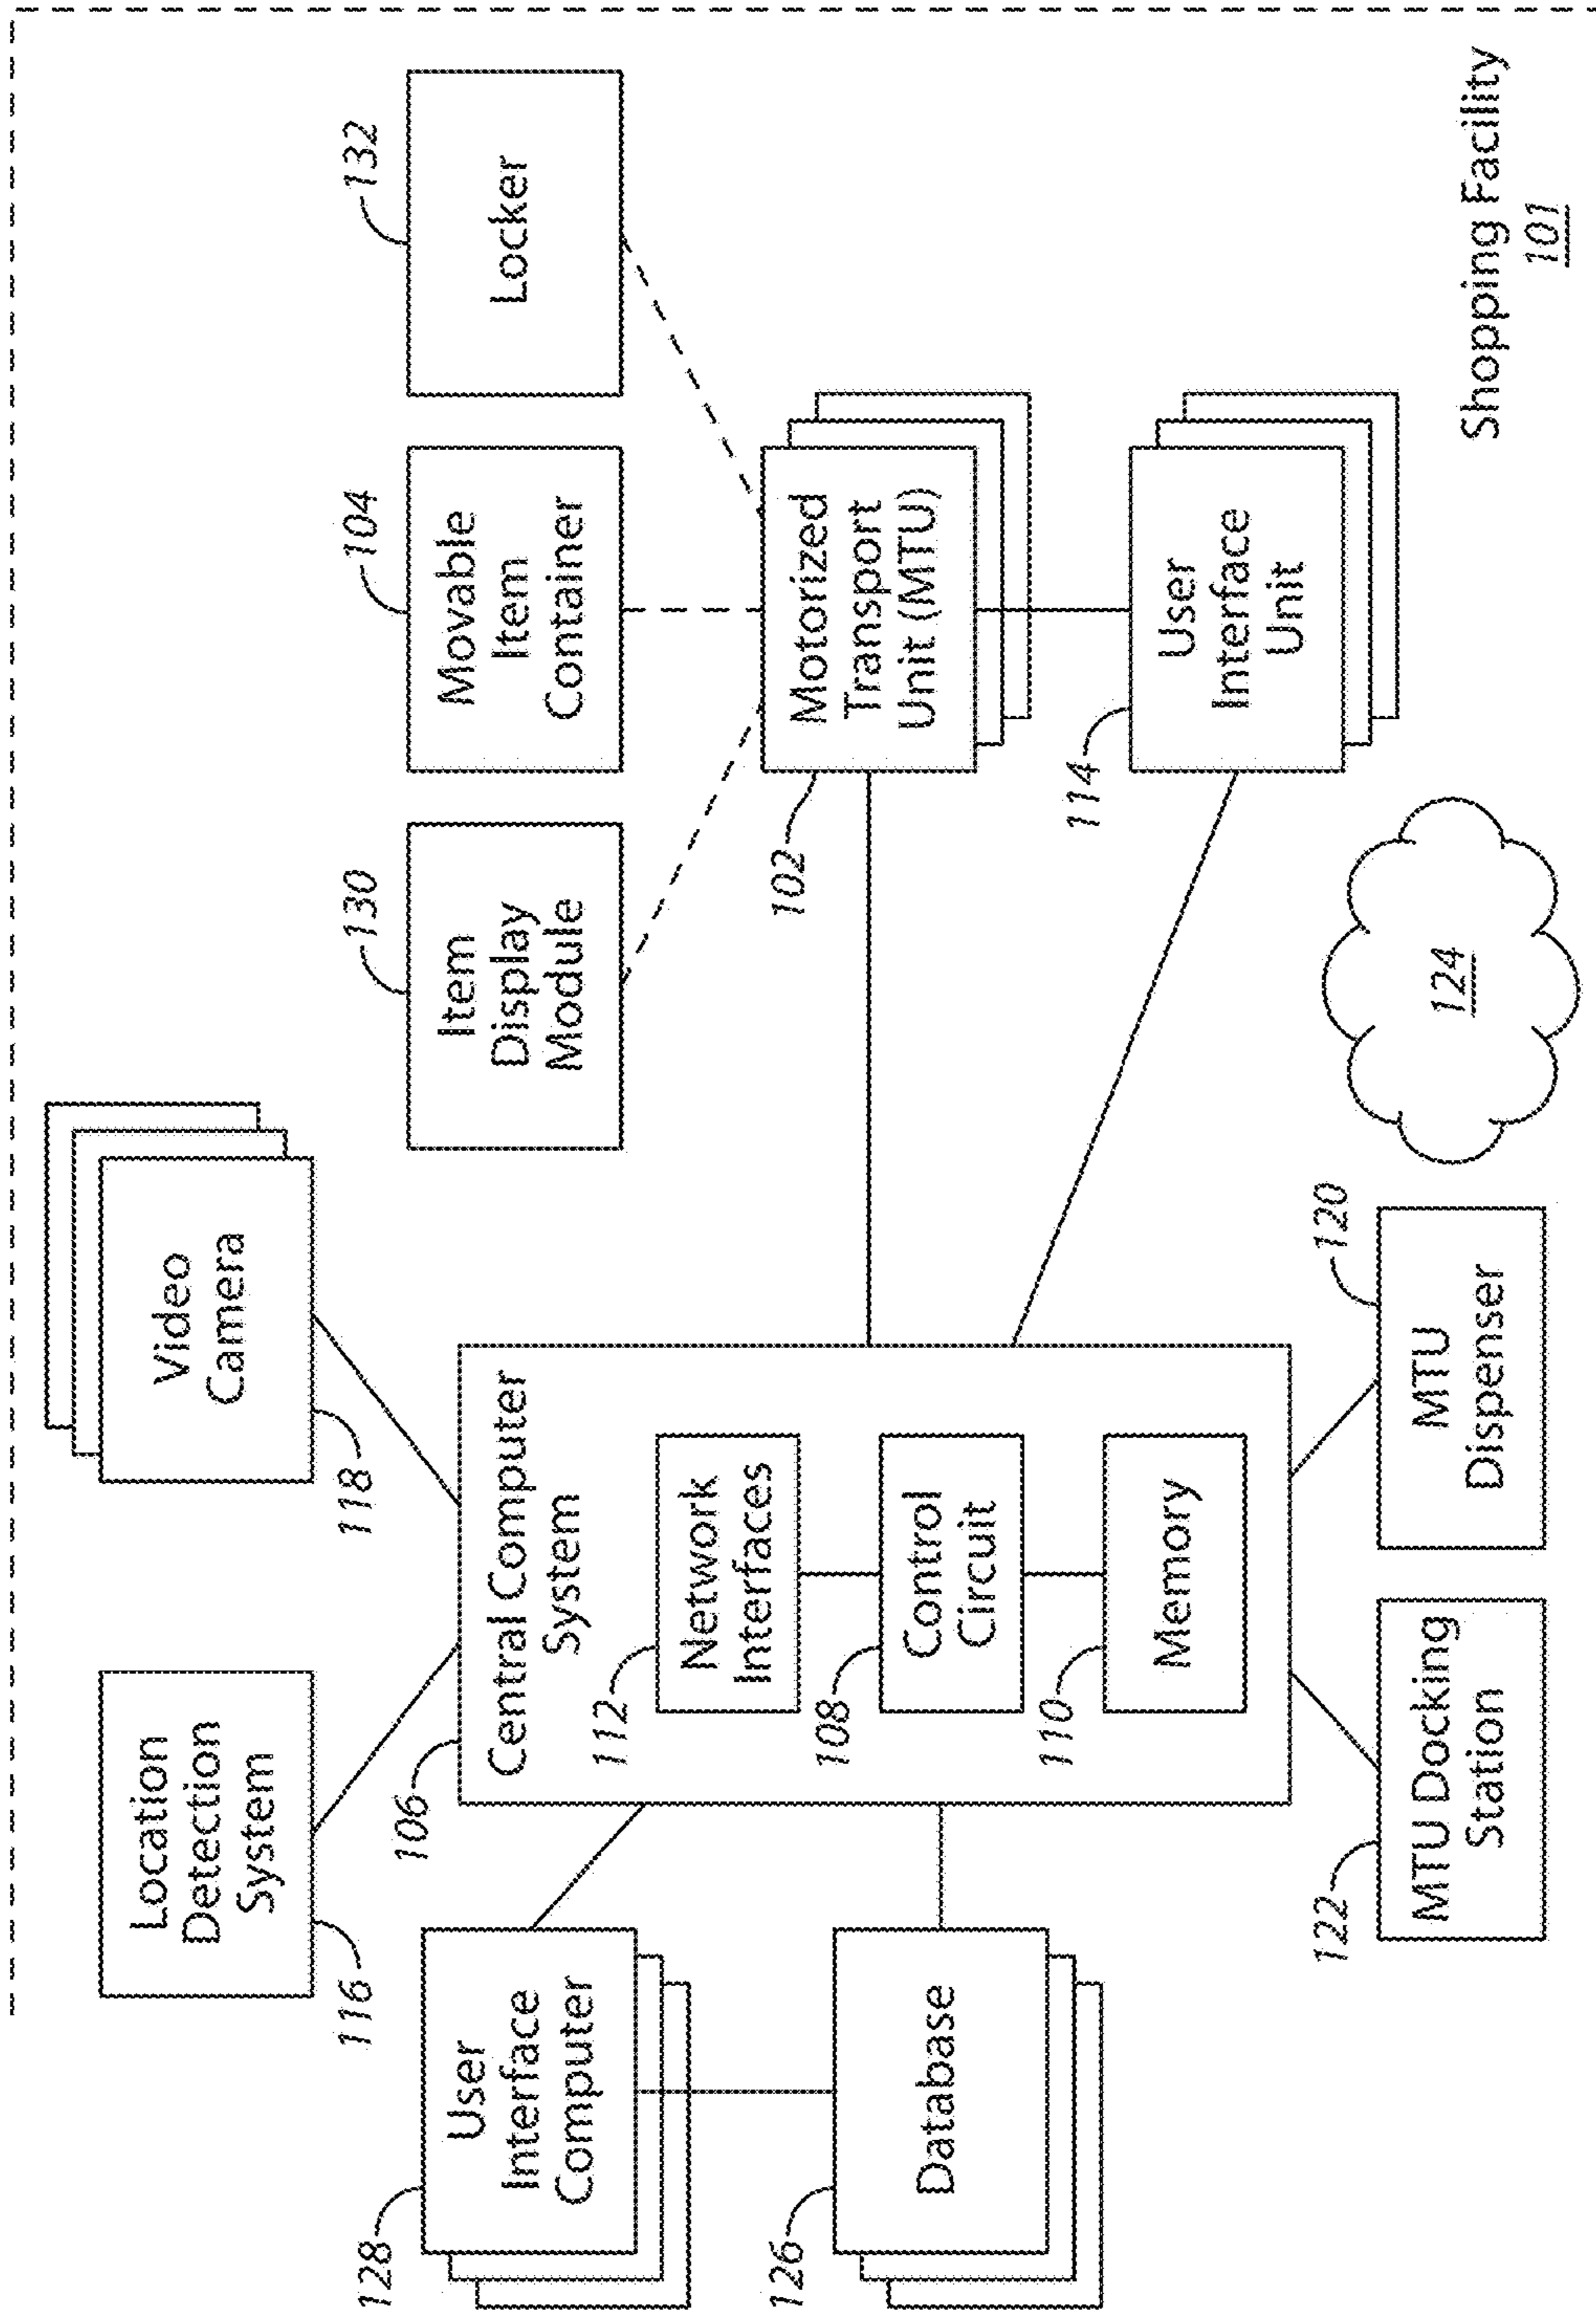 Location
Detection
System
116
Video
Camera
118
128
User
Interface
Computer
126
Database
106
Central Computer
System
112
Network
Interfaces
108
Control
Circuit
110
Memory
130
Item
Display
Module
104
Movable
Item
Container
132
Locker
102
Motorized
Transport
Unit (MTU)
114
User
Interface
Unit
122
MTU Docking
Station
120
MTU
Dispenser
124
Shopping Facility
101